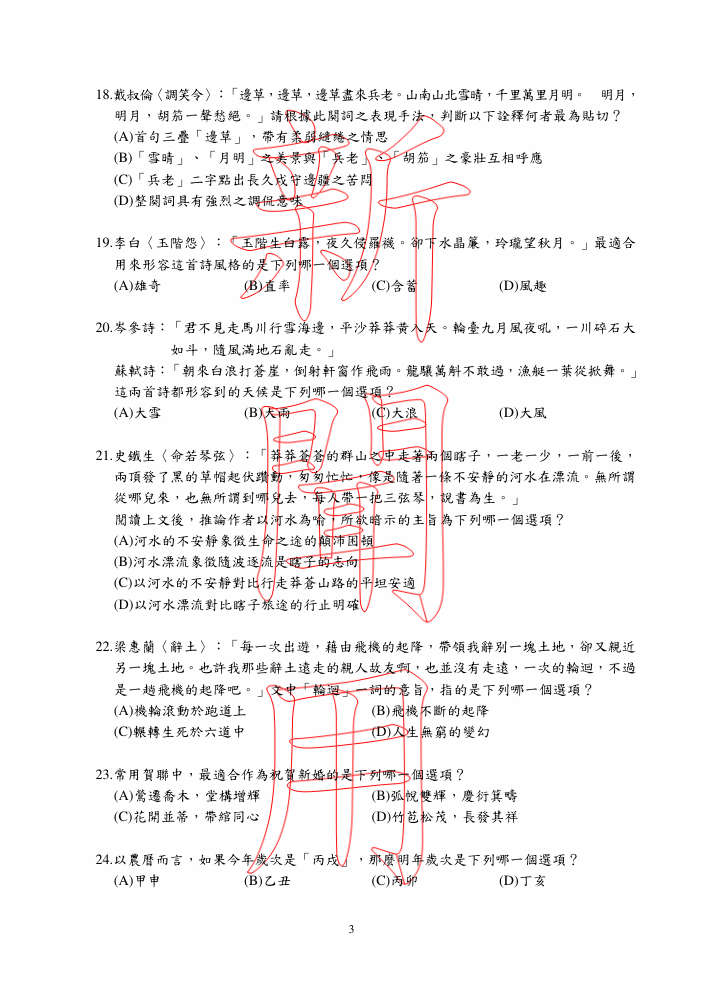 18.戴叔倫〈調笑令〉：「邊草，邊草，邊草盡來兵老。山南山北雪晴，千里萬里月明。　明月，
明月，胡笳一聲愁絕。」請根據此闋詞之表現手法，判斷以下詮釋何者最為貼切？
(A)首句三疊「邊草」，帶有柔弱繾綣之情思
(B)「雪晴」、「月明」之美景與「兵老」、「胡笳」之豪壯互相呼應
(C)「兵老」二字點出長久戍守邊疆之苦悶
(D)整闋詞具有強烈之調侃意味
19.李白〈玉階怨〉：「玉階生白露，夜久侵羅襪。卻下水晶簾，玲瓏望秋月。」最適合
用來形容這首詩風格的是下列哪一個選項？
(A)雄奇 (B)直率 (C)含蓄 (D)風趣
20.岑參詩：「君不見走馬川行雪海邊，平沙莽莽黃入天。輪臺九月風夜吼，一川碎石大
如斗，隨風滿地石亂走。」
蘇軾詩：「朝來白浪打蒼崖，倒射軒窗作飛雨。龍驤萬斛不敢過，漁艇一葉從掀舞。」
這兩首詩都形容到的天候是下列哪一個選項？
(A)大雪 (B)大雨 (C)大浪 (D)大風
21.史鐵生〈命若琴弦〉：「莽莽蒼蒼的群山之中走著兩個瞎子，一老一少，一前一後，
兩頂發了黑的草帽起伏躦動，匆匆忙忙，像是隨著一條不安靜的河水在漂流。無所謂
從哪兒來，也無所謂到哪兒去，每人帶一把三弦琴，說書為生。」
閱讀上文後，推論作者以河水為喻，所欲暗示的主旨為下列哪一個選項？
(A)河水的不安靜象徵生命之途的顛沛困頓
(B)河水漂流象徵隨波逐流是瞎子的志向
(C)以河水的不安靜對比行走莽蒼山路的平坦安適
(D)以河水漂流對比瞎子旅途的行止明確
22.梁惠蘭〈辭土〉：「每一次出遊，藉由飛機的起降，帶領我辭別一塊土地，卻又親近
另一塊土地。也許我那些辭土遠走的親人故友啊，也並沒有走遠，一次的輪迴，不過
是一趟飛機的起降吧。」文中「輪迴」一詞的意旨，指的是下列哪一個選項？
(A)機輪滾動於跑道上 (B)飛機不斷的起降
(C)輾轉生死於六道中 (D)人生無窮的變幻
23.常用賀聯中，最適合作為祝賀新婚的是下列哪一個選項？
(A)鶯遷喬木，堂構增輝 (B)弧帨雙輝，慶衍箕疇
(C)花開並蒂，帶綰同心 (D)竹苞松茂，長發其祥
24.以農曆而言，如果今年歲次是「丙戌」，那麼明年歲次是下列哪一個選項？
(A)甲申 (B)乙丑 (C)丙卯 (D)丁亥
3
新聞用